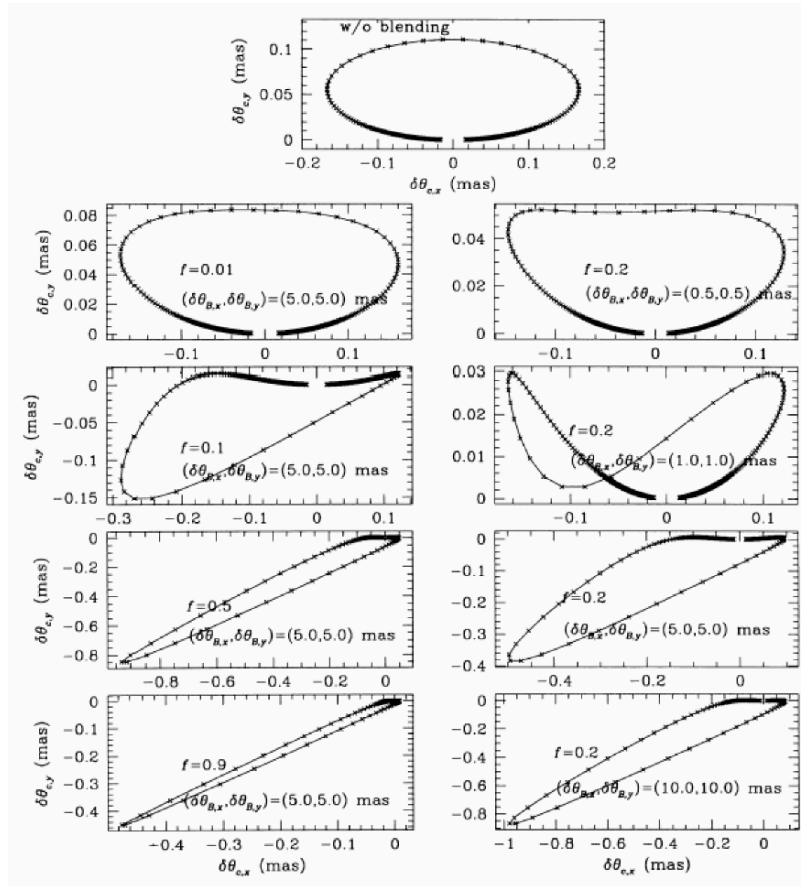 w/o blending
δθc,y (mas)
0.1
0.05
0
−0.2 −0.1 0 0.1 0.2
δθc,x (mas)
δθc,y (mas)
0.08
0.06
0.04
0.02
0
f=0.01
(δθB,x,δθB,y)=(5.0,5.0) mas
−0.1 0 0.1
0.04
0.02
0
f=0.2
(δθB,x,δθB,y)=(0.5,0.5) mas
−0.1 0 0.1
δθc,y (mas)
0
−0.05
−0.1
−0.15
f=0.1
(δθB,x,δθB,y)=(5.0,5.0) mas
−0.3 −0.2 −0.1 0 0.1
0.03
0.02
0.01
0
f=0.2
(δθB,x,δθB,y)=(1.0,1.0) mas
−0.1 0 0.1
δθc,y (mas)
0
−0.2
−0.4
−0.6
−0.8
f=0.5
(δθB,x,δθB,y)=(5.0,5.0) mas
−0.8 −0.6 −0.4 −0.2 0
0
−0.1
−0.2
−0.3
−0.4
f=0.2
(δθB,x,δθB,y)=(5.0,5.0) mas
−0.4 −0.2 0
δθc,y (mas)
0
−0.1
−0.2
−0.3
−0.4
f=0.9
(δθB,x,δθB,y)=(5.0,5.0) mas
−0.4 −0.3 −0.2 −0.1 0
δθc,x (mas)
0
−0.2
−0.4
−0.6
−0.8
f=0.2
(δθB,x,δθB,y)=(10.0,10.0) mas
−1 −0.8 −0.6 −0.4 −0.2 0
δθc,x (mas)